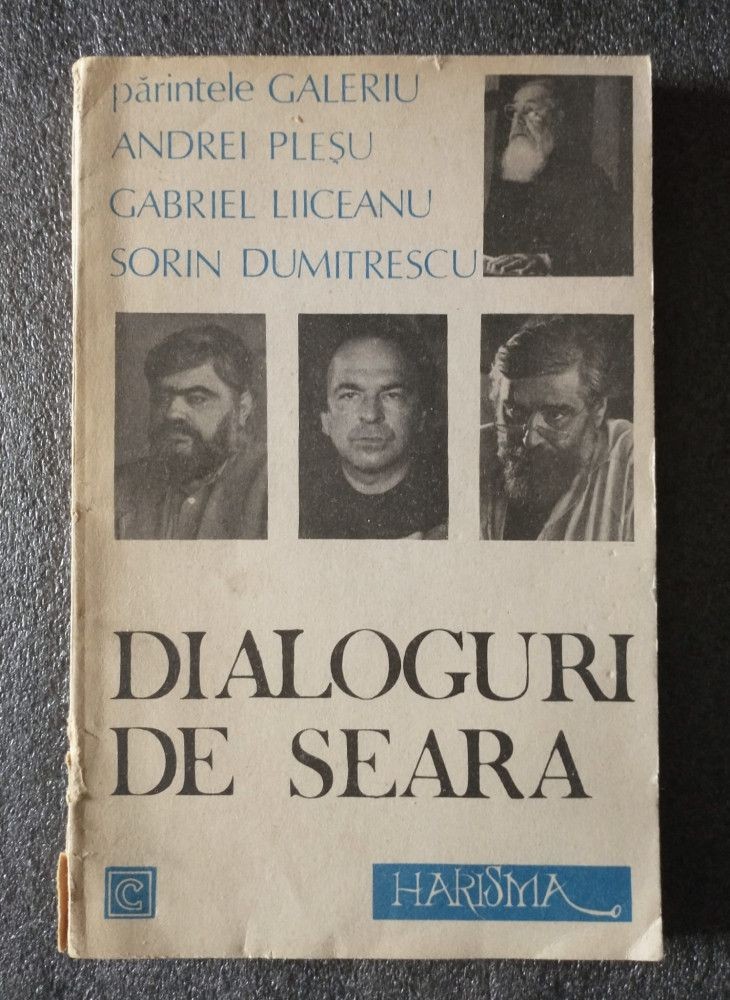 părintele GALERIU
ANDREI PLEŞU
GABRIEL LIICEANU
SORIN DUMITRESCU
DIALOGURI
DE SEARA
C
HARISMA